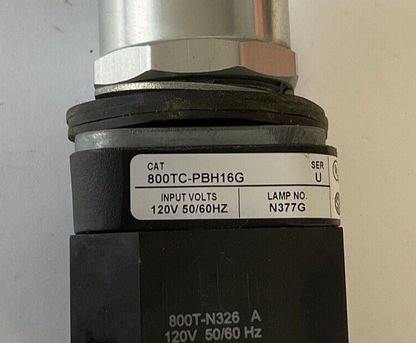 CAT SER
800TC-PBH16G U
INPUT VOLTS LAMP NO.
120V 50/60HZ N377G
800T-N326 A
120V 50/60 Hz